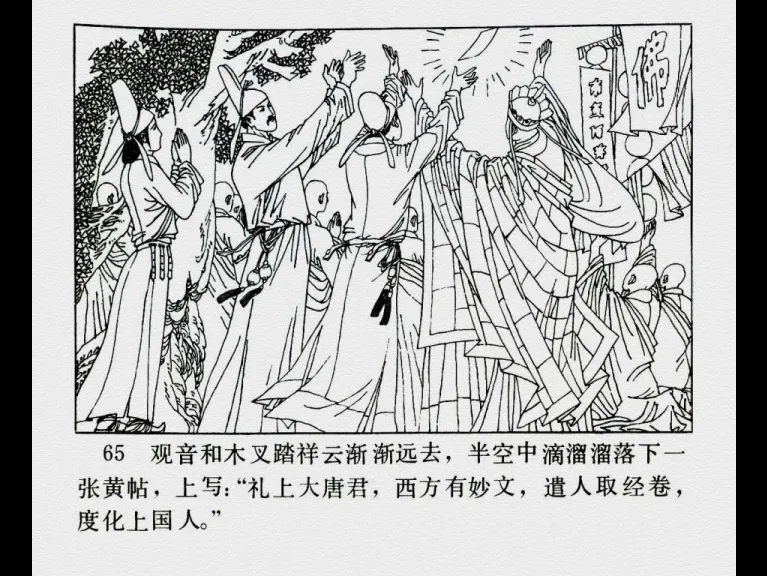 佛
65 观音和木叉踏祥云渐渐远去，半空中滴溜溜落下一
张黄帖，上写：“礼上大唐君，西方有妙文，遣人取经卷，
度化上国人。”